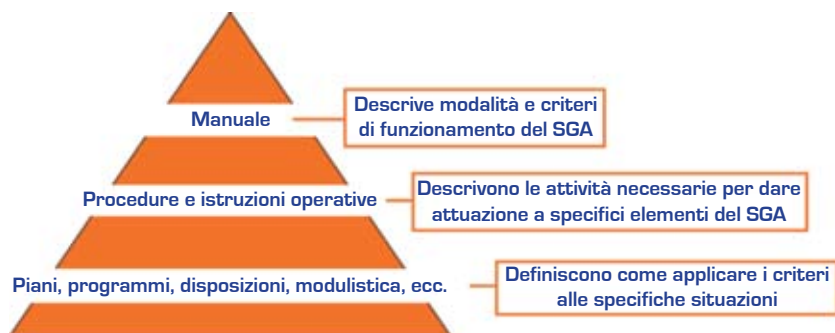 Manuale
Descrive modalità e criteri
di funzionamento del SGA
Procedure e istruzioni operative
Descrivono le attività necessarie per dare
attuazione a specifici elementi del SGA
Piani, programmi, disposizioni, modulistica, ecc.
Definiscono come applicare i criteri
alle specifiche situazioni